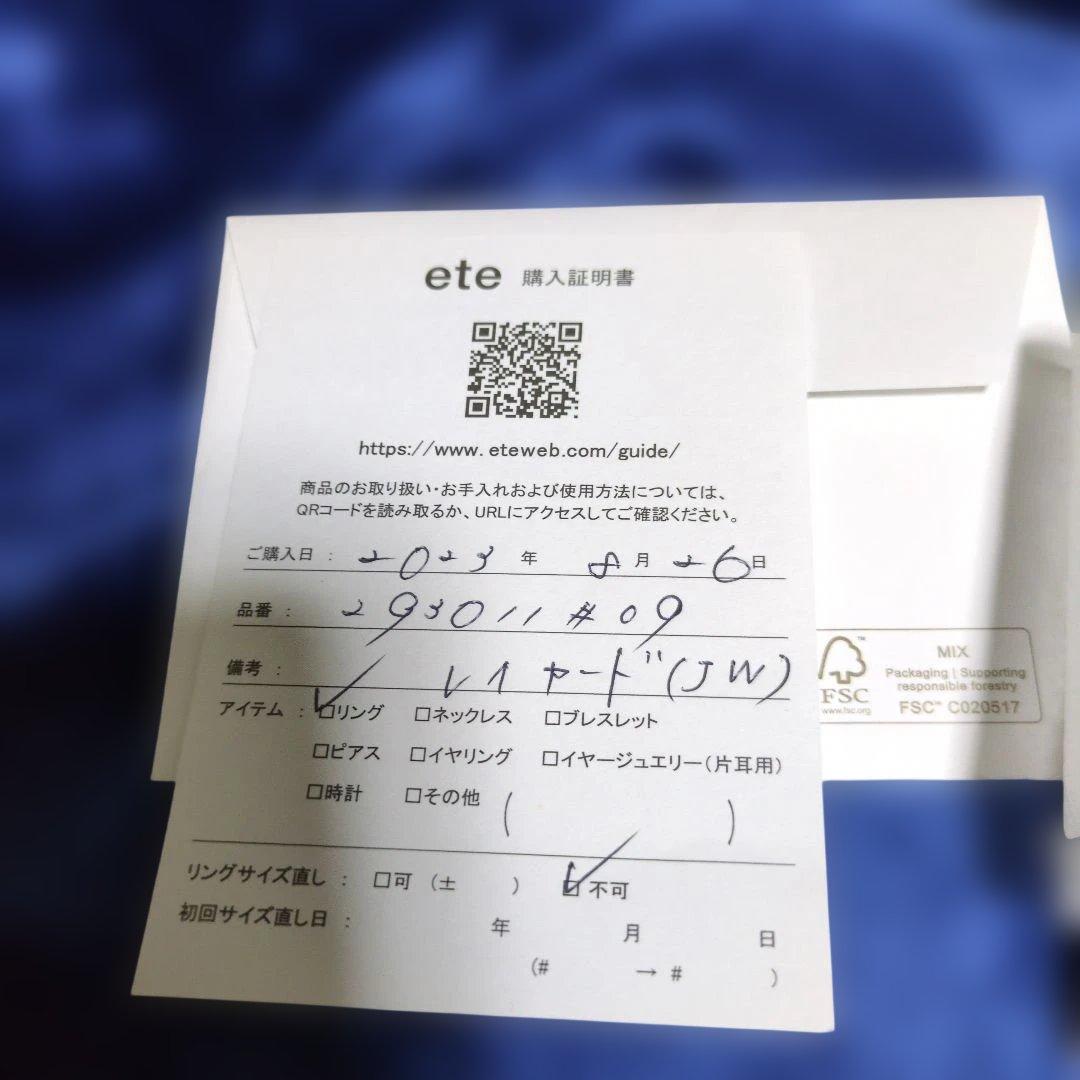 ete 購入証明書
https://www.eteweb.com/guide/
商品のお取り扱い・お手入れおよび使用方法については、
QRコードを読み取るか、URLにアクセスしてご確認ください。
ご購入日 : 2023 年 8 月 26 日
品番 : 293011 #09
備考 : レイヤード(JW)
アイテム : ☑リング □ネックレス □ブレスレット
□ピアス □イヤリング □イヤージュエリー(片耳用)
□時計 □その他 ( )
リングサイズ直し : □可 (± ) ☑不可
初回サイズ直し日 : 年 月 日
(# → # )
FSC™
www.fsc.org
MIX
Packaging | Supporting
responsible forestry
FSC™ C020517